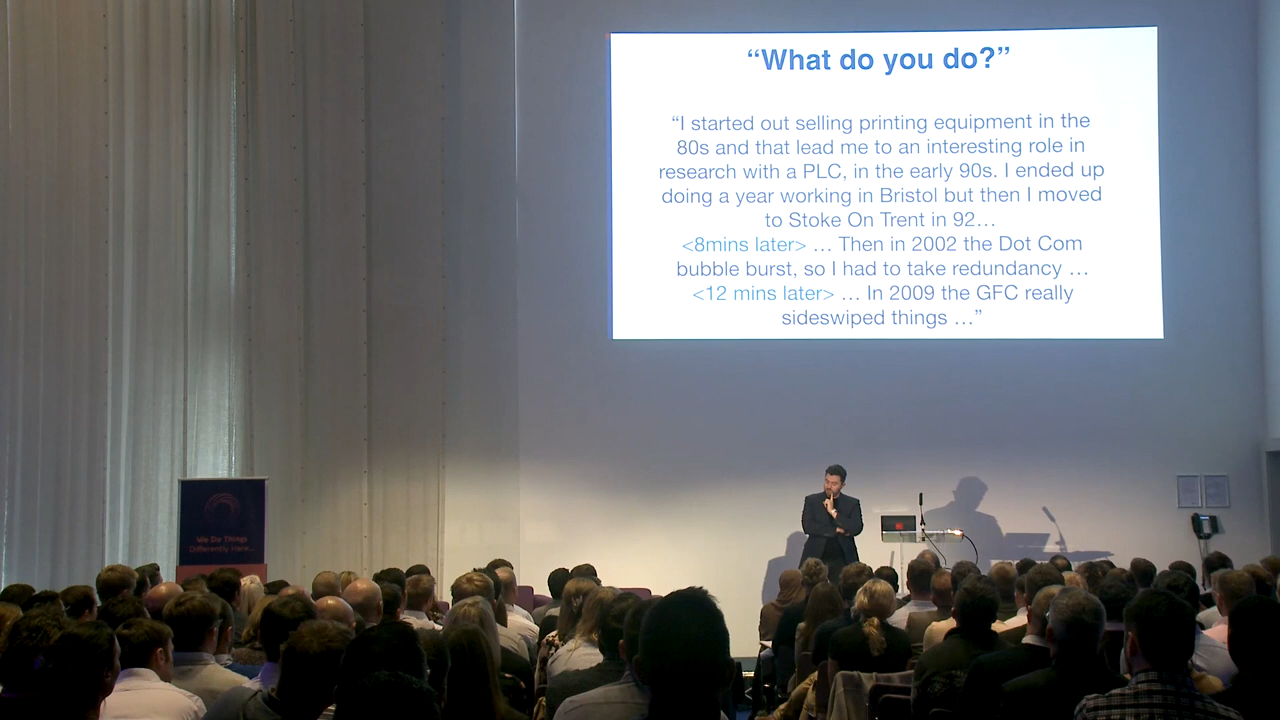 “What do you do?”
“I started out selling printing equipment in the
80s and that lead me to an interesting role in
research with a PLC, in the early 90s. I ended up
doing a year working in Bristol but then I moved
to Stoke On Trent in 92…
<8mins later> … Then in 2002 the Dot Com
bubble burst, so I had to take redundancy …
<12 mins later> … In 2009 the GFC really
sideswiped things …”
We Do Things
Differently Here...